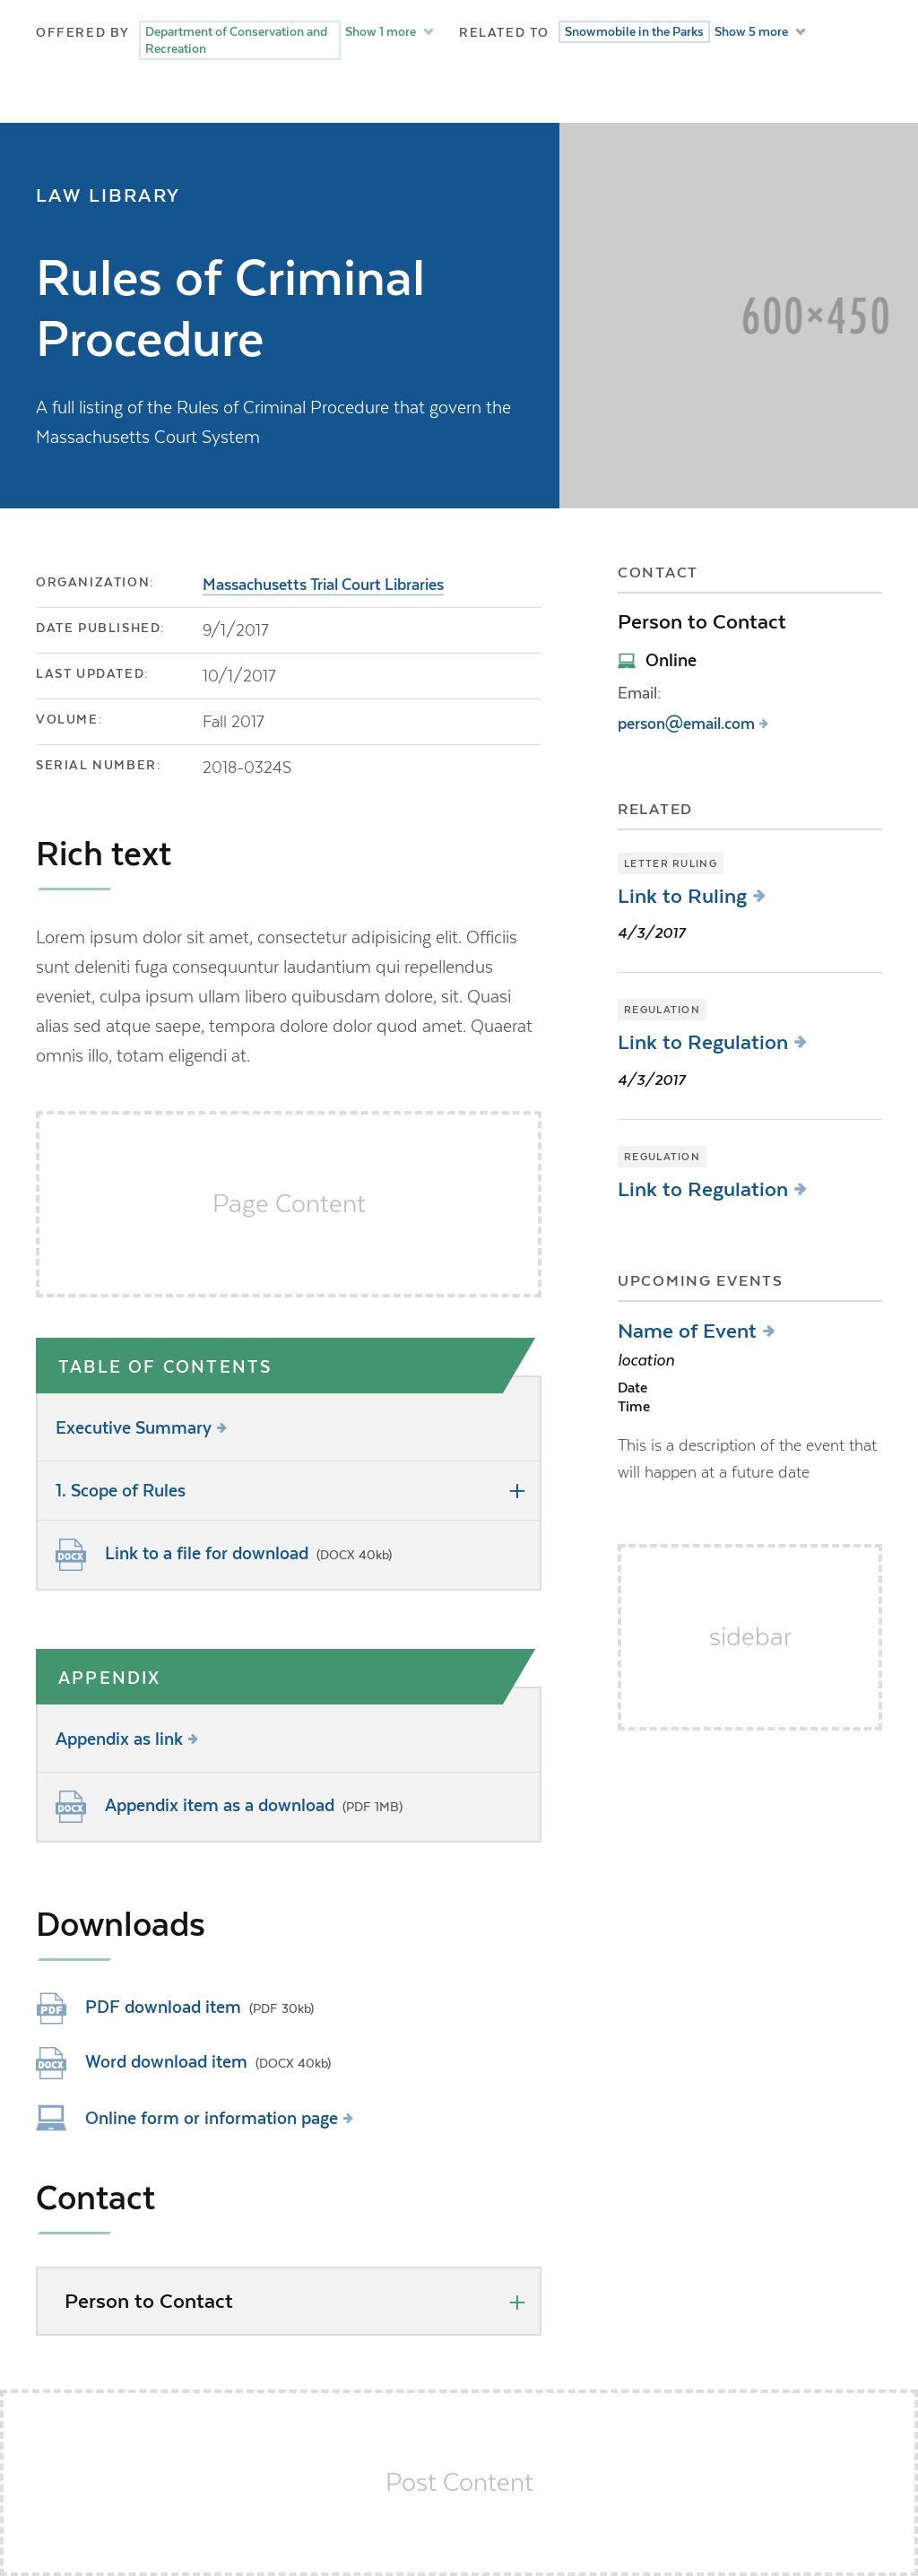 OFFERED BY
Department of Conservation and
Recreation
Show 1 more
RELATED TO
Snowmobile in the Parks
Show 5 more
LAW LIBRARY
Rules of Criminal
Procedure
A full listing of the Rules of Criminal Procedure that govern the
Massachusetts Court System
600×450
ORGANIZATION:
Massachusetts Trial Court Libraries
DATE PUBLISHED:
9/1/2017
LAST UPDATED:
10/1/2017
VOLUME:
Fall 2017
SERIAL NUMBER:
2018-0324S
Rich text
Lorem ipsum dolor sit amet, consectetur adipisicing elit. Officiis
sunt deleniti fuga consequuntur laudantium qui repellendus
eveniet, culpa ipsum ullam libero quibusdam dolore, sit. Quasi
alias sed atque saepe, tempora dolore dolor quod amet. Quaerat
omnis illo, totam eligendi at.
Page Content
TABLE OF CONTENTS
Executive Summary
1. Scope of Rules
DOCX
Link to a file for download (DOCX 40kb)
APPENDIX
Appendix as link
DOCX
Appendix item as a download (PDF 1MB)
Downloads
PDF
PDF download item (PDF 30kb)
DOCX
Word download item (DOCX 40kb)
Online form or information page
Contact
Person to Contact
CONTACT
Person to Contact
Online
Email:
person@email.com
RELATED
LETTER RULING
Link to Ruling
4/3/2017
REGULATION
Link to Regulation
4/3/2017
REGULATION
Link to Regulation
UPCOMING EVENTS
Name of Event
location
Date
Time
This is a description of the event that
will happen at a future date
sidebar
Post Content